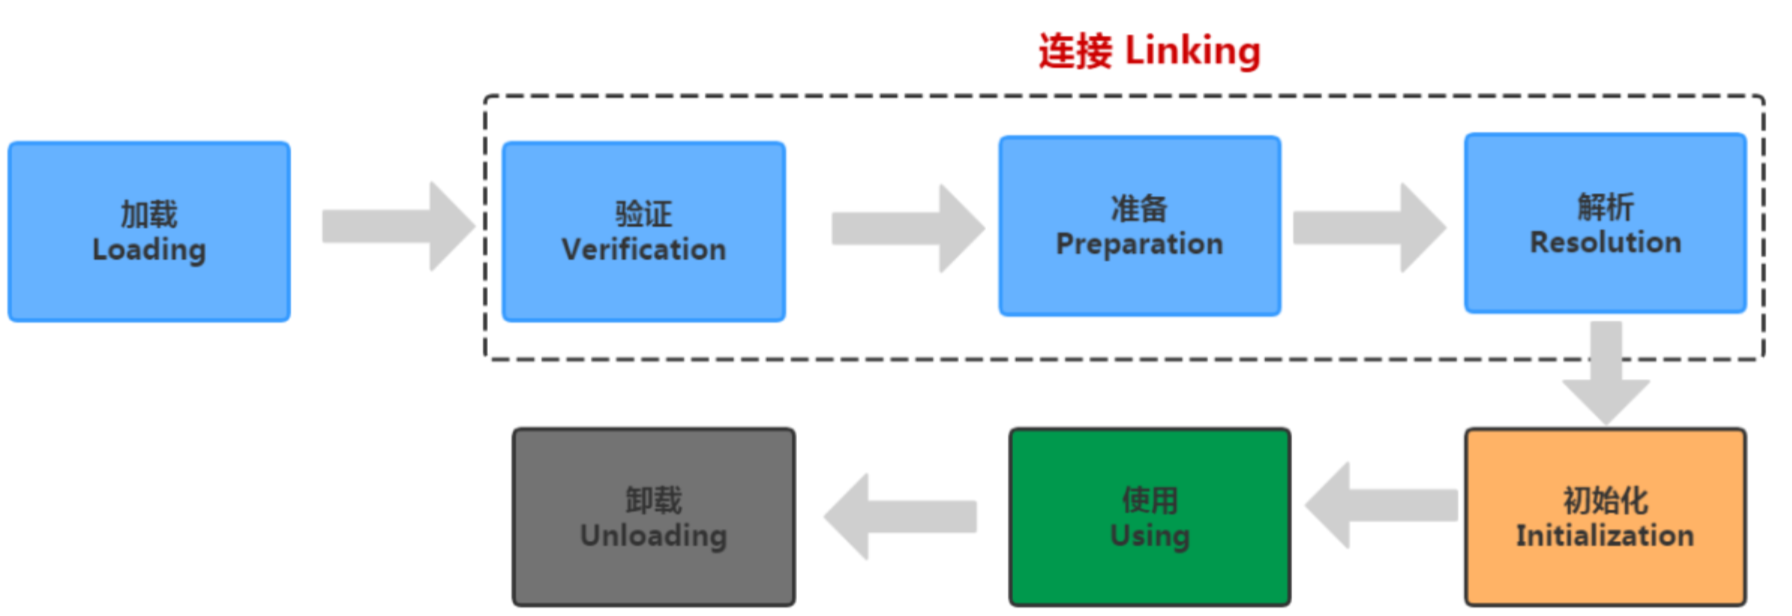 连接 Linking
加载
Loading
验证
Verification
准备
Preparation
解析
Resolution
初始化
Initialization
使用
Using
卸载
Unloading